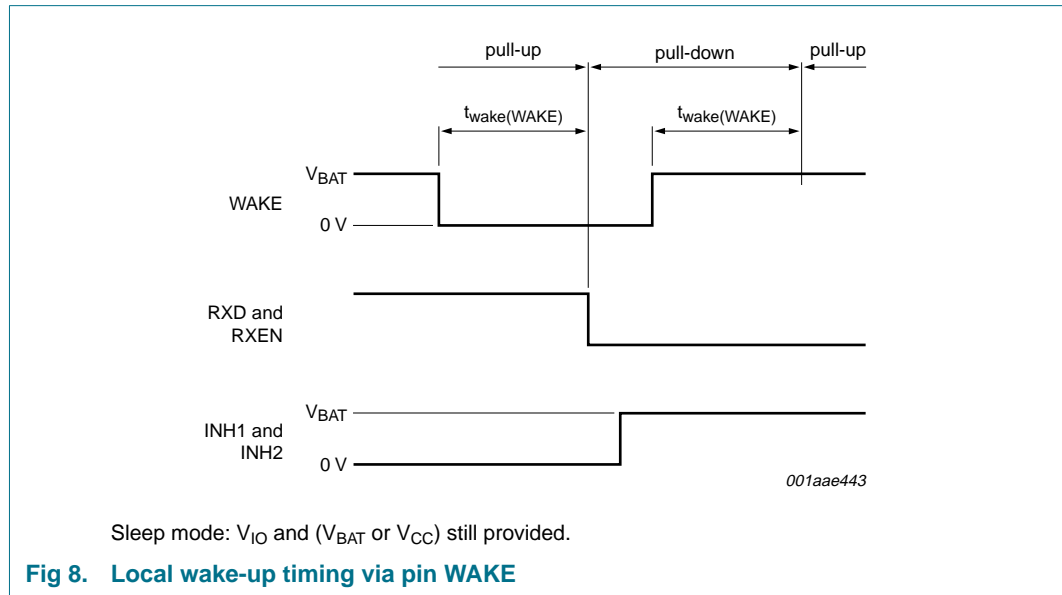 pull-up pull-down pull-up
twake(WAKE) twake(WAKE)
VBAT
WAKE
0 V
RXD and
RXEN
VBAT
INH1 and
INH2
0 V
001aae443
Sleep mode: VIO and (VBAT or VCC) still provided.
Fig 8. Local wake-up timing via pin WAKE